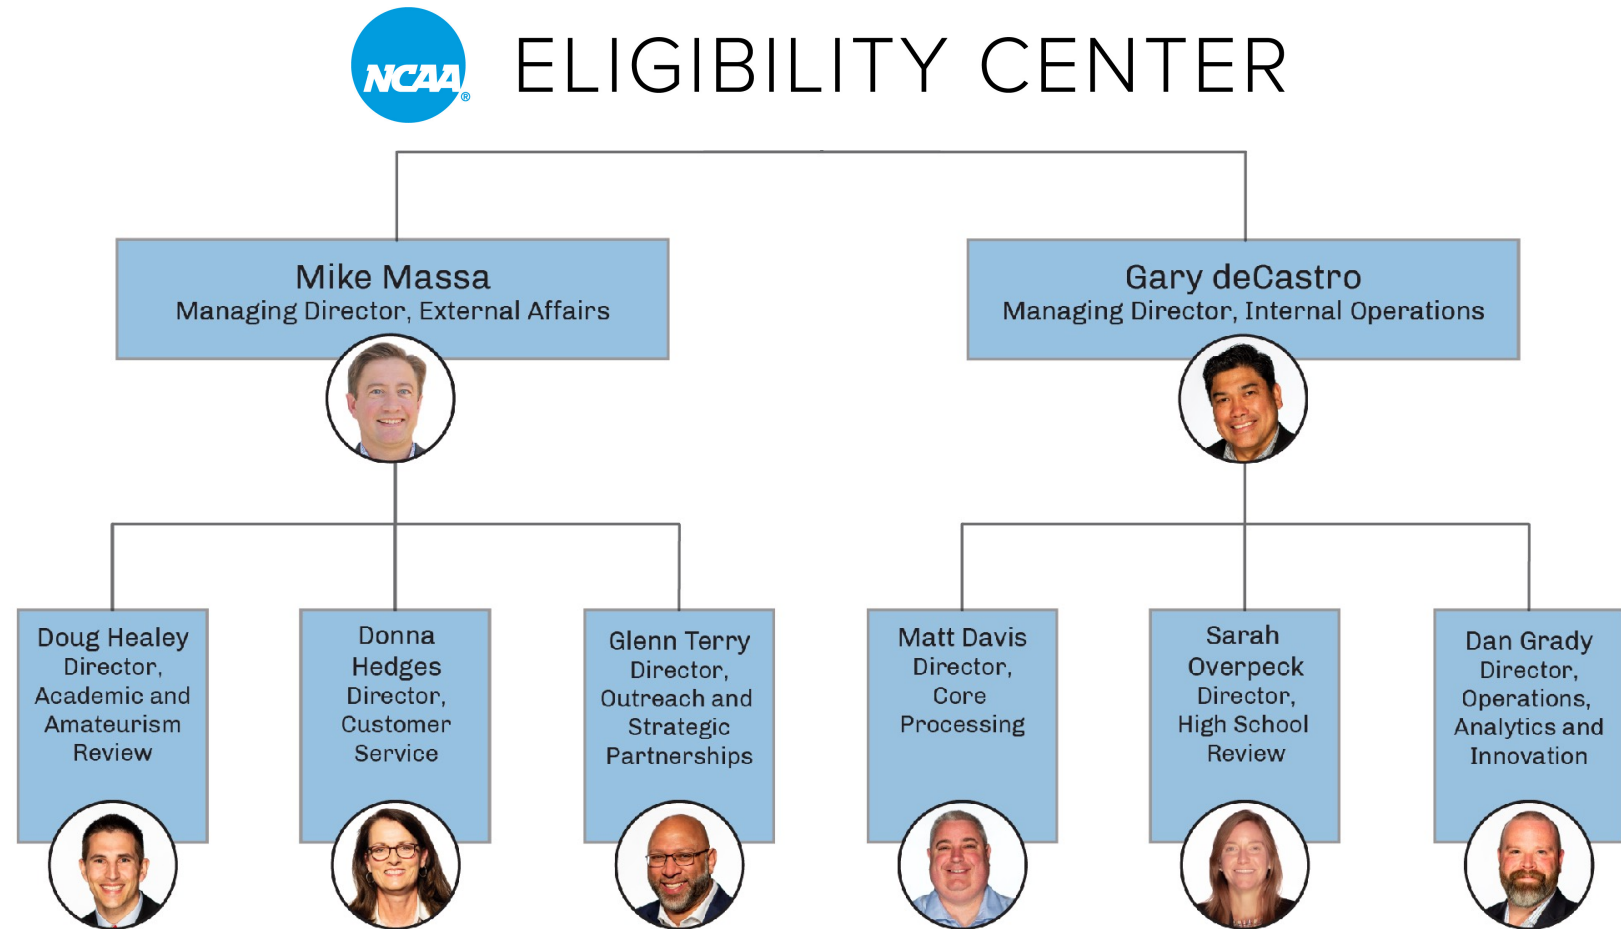 NCAA® ELIGIBILITY CENTER
Mike Massa
Managing Director, External Affairs
Gary deCastro
Managing Director, Internal Operations
Doug Healey
Director,
Academic and
Amateurism
Review
Donna
Hedges
Director,
Customer
Service
Glenn Terry
Director,
Outreach and
Strategic
Partnerships
Matt Davis
Director,
Core
Processing
Sarah
Overpeck
Director,
High School
Review
Dan Grady
Director,
Operations,
Analytics and
Innovation